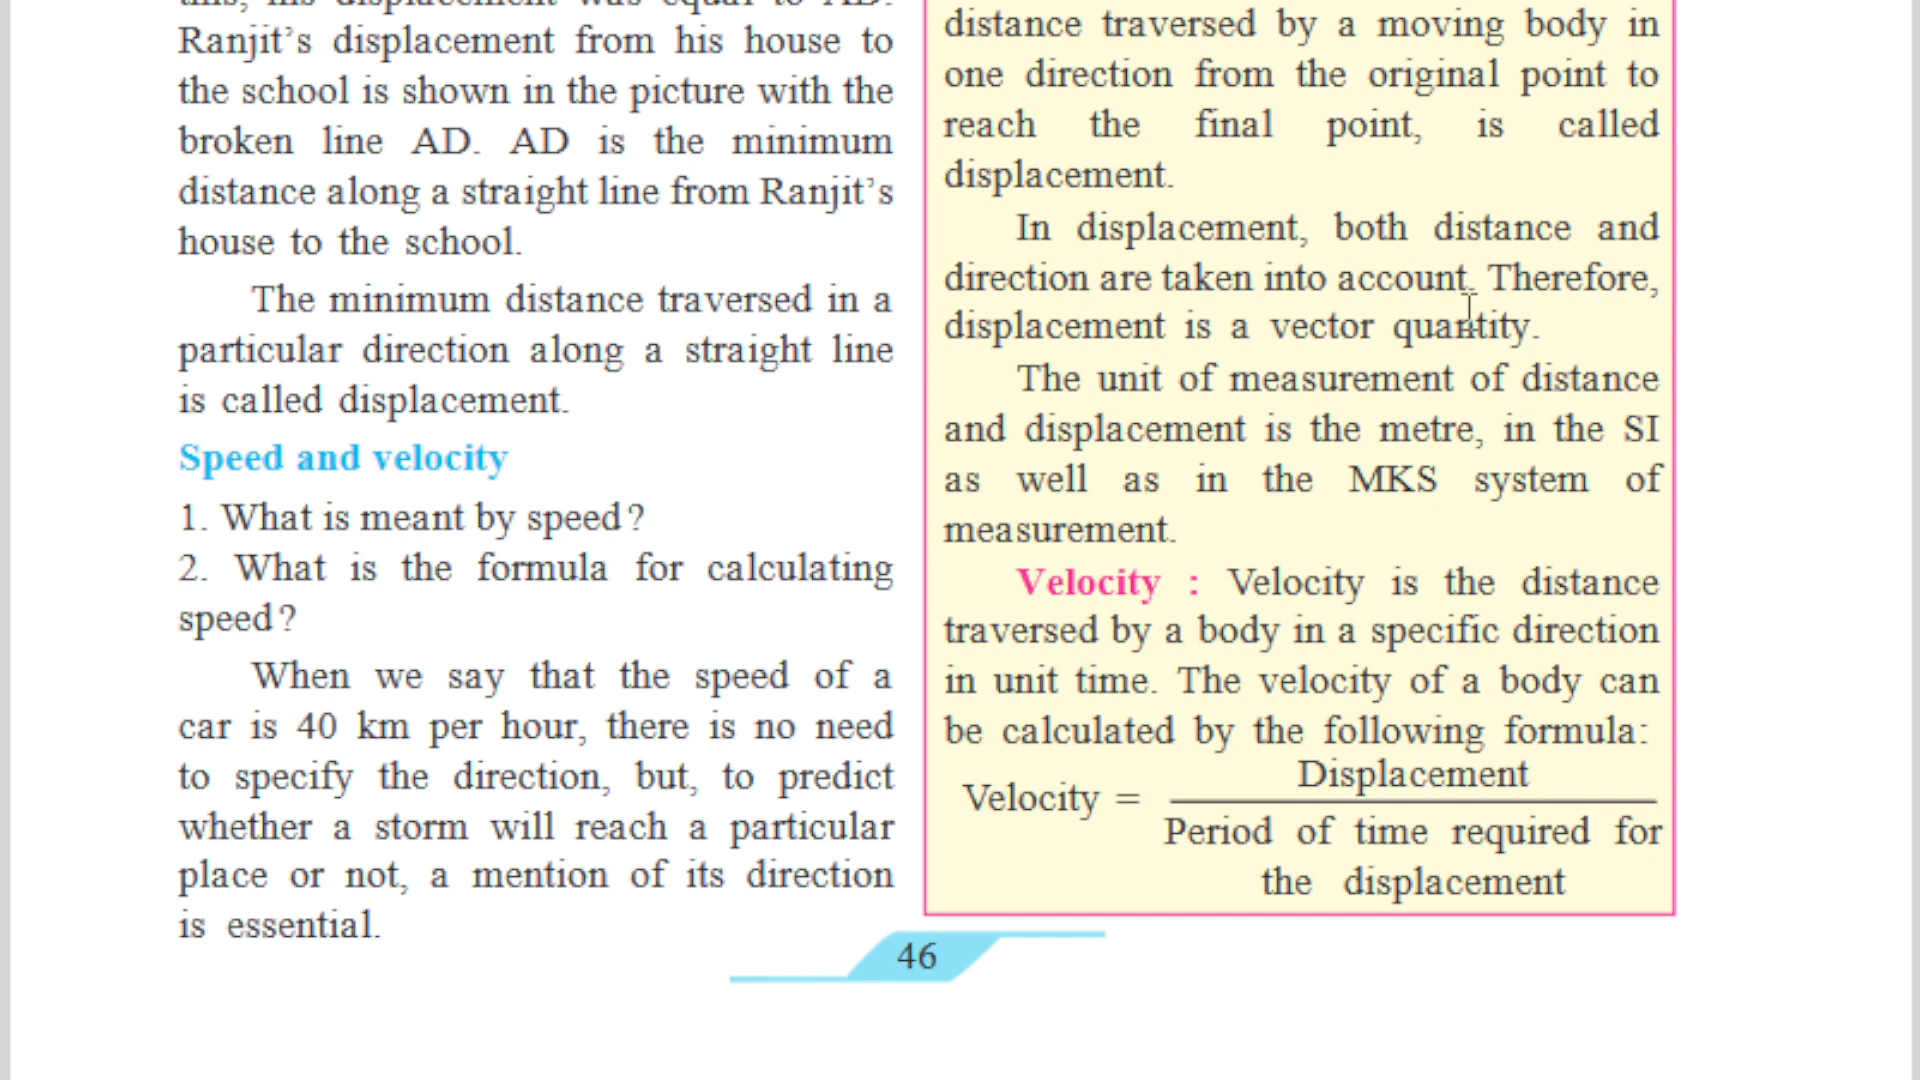 this, his displacement was equal to AD.
Ranjit's displacement from his house to
the school is shown in the picture with the
broken line AD. AD is the minimum
distance along a straight line from Ranjit's
house to the school.
The minimum distance traversed in a
particular direction along a straight line
is called displacement.
Speed and velocity
1. What is meant by speed?
2. What is the formula for calculating
speed?
When we say that the speed of a
car is 40 km per hour, there is no need
to specify the direction, but, to predict
whether a storm will reach a particular
place or not, a mention of its direction
is essential.
distance traversed by a moving body in
one direction from the original point to
reach the final point, is called
displacement.
In displacement, both distance and
direction are taken into account. Therefore,
displacement is a vector quantity.
The unit of measurement of distance
and displacement is the metre, in the SI
as well as in the MKS system of
measurement.
Velocity : Velocity is the distance
traversed by a body in a specific direction
in unit time. The velocity of a body can
be calculated by the following formula:
Displacement
Velocity =
Period of time required for
the displacement
46